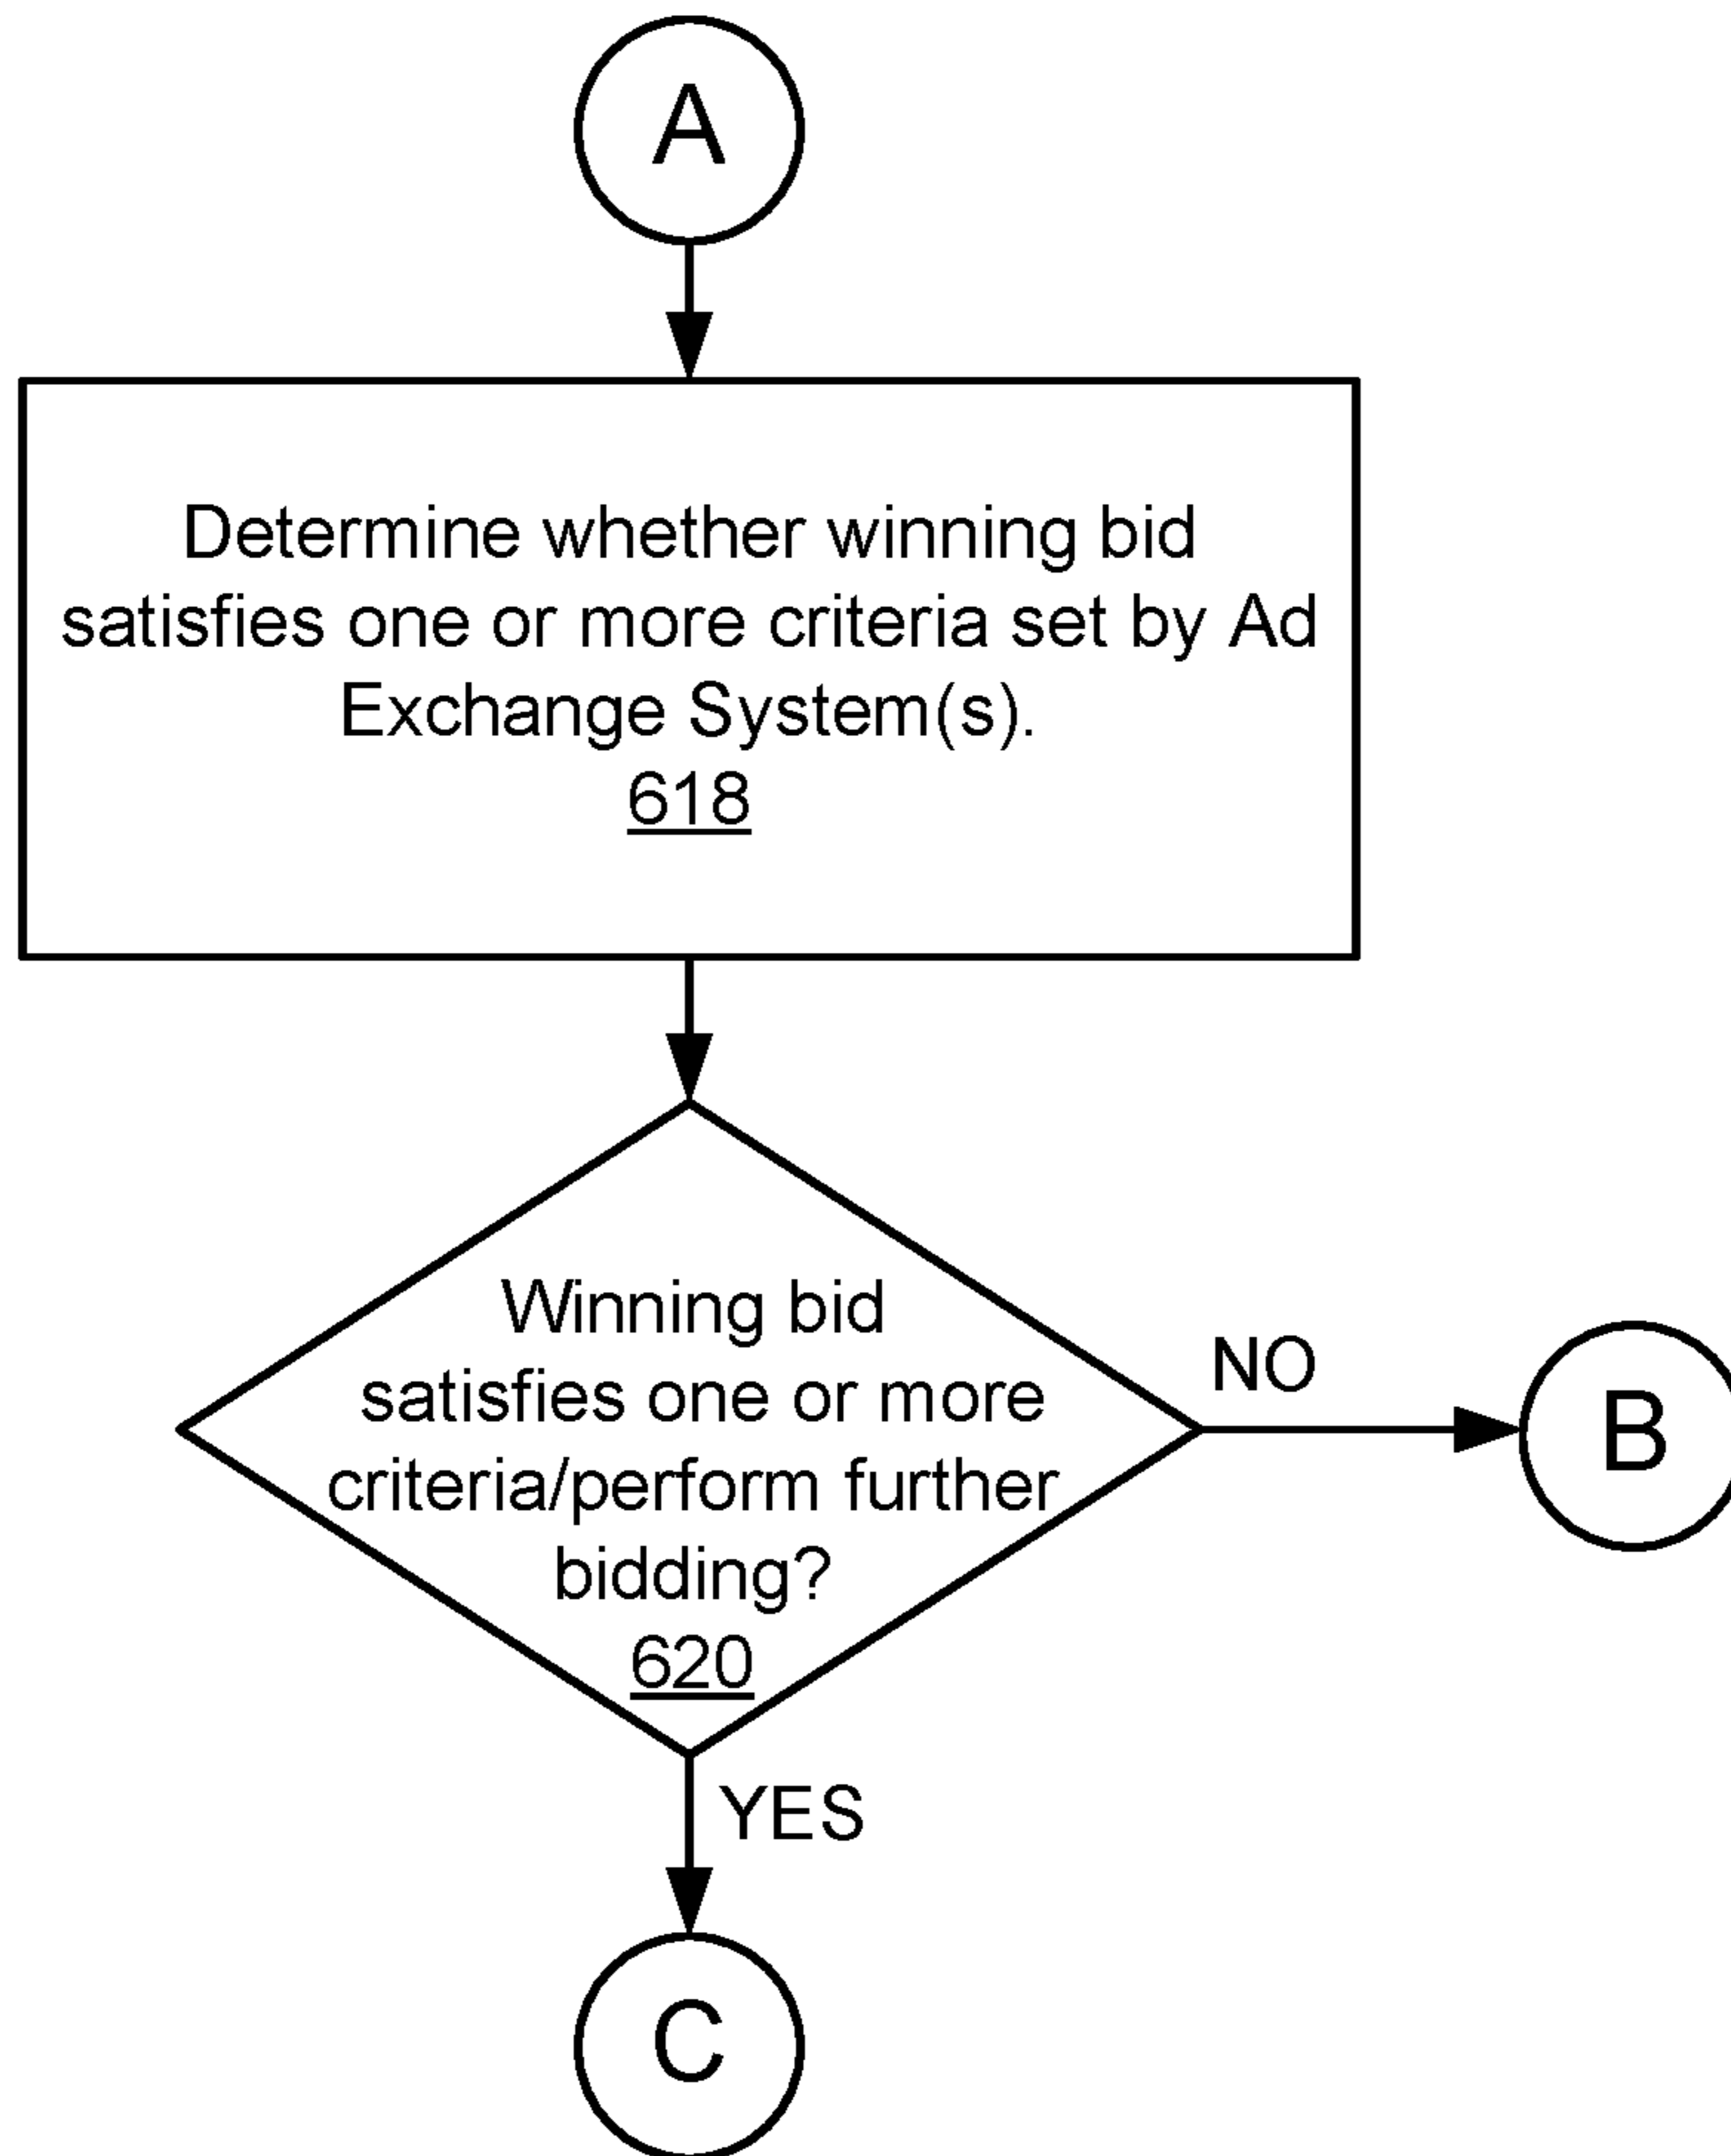 A
Determine whether winning bid
satisfies one or more criteria set by Ad
Exchange System(s).
618
Winning bid
satisfies one or more
criteria/perform further
bidding?
620
NO
B
YES
C